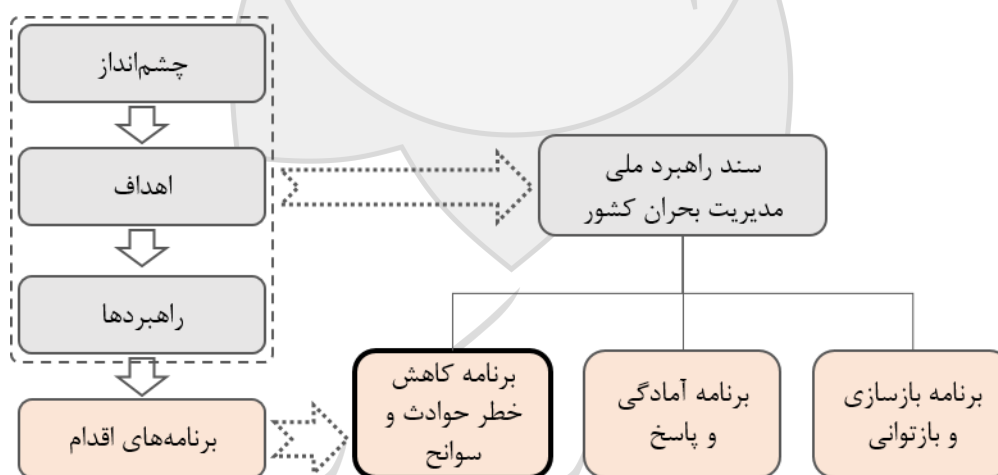 چشم‌انداز
اهداف
راهبردها
برنامه‌های اقدام
سند راهبرد ملی
مدیریت بحران کشور
برنامه کاهش
خطر حوادث و
سوانح
برنامه آمادگی
و پاسخ
برنامه بازسازی
و بازتوانی